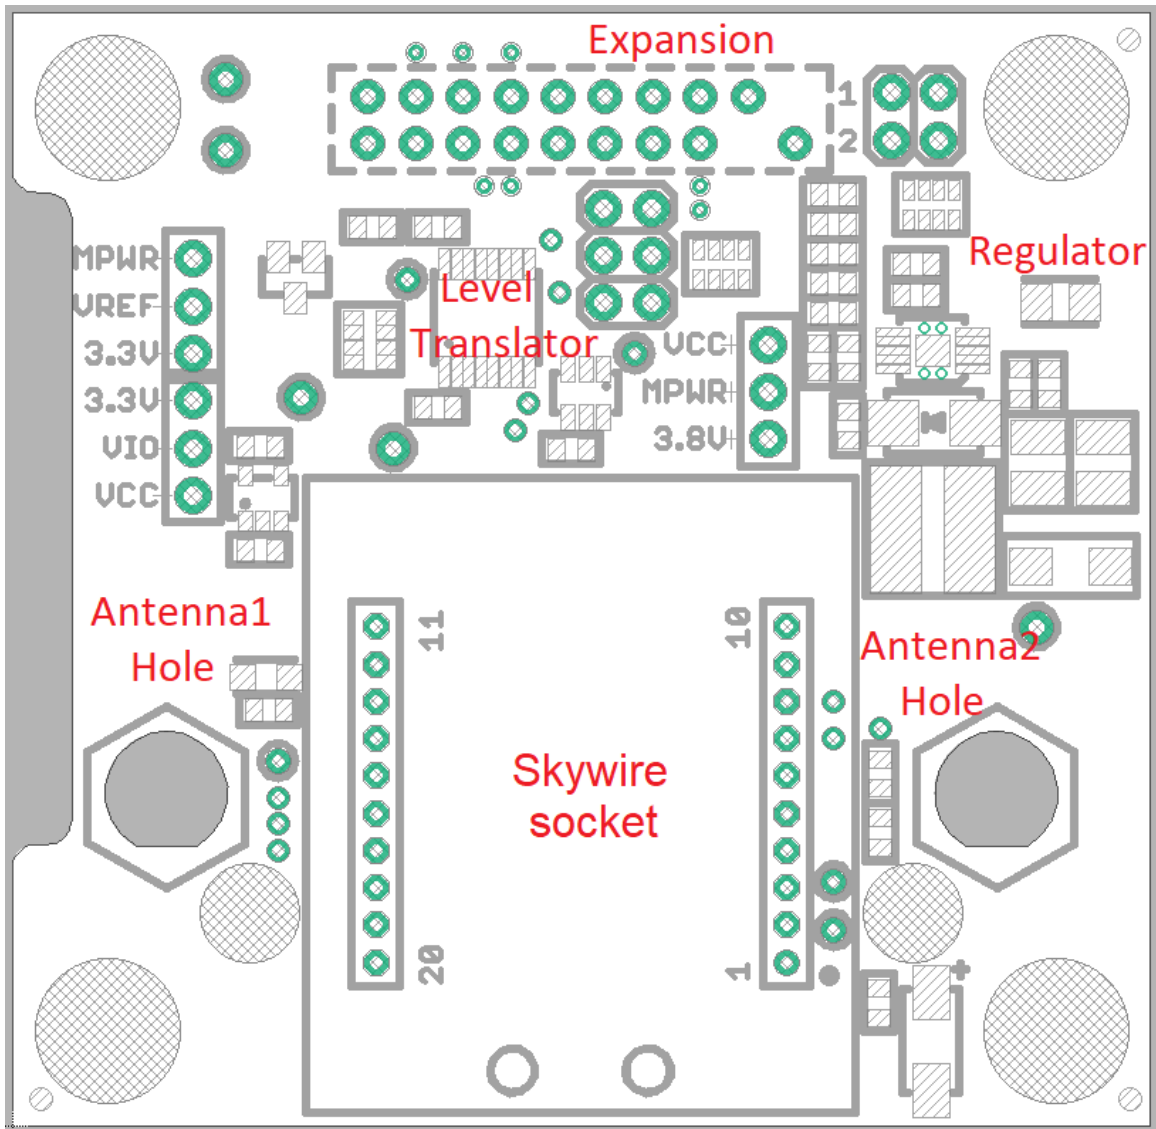 Expansion
1
2
Regulator
MPWR
VREF
3.3V
3.3V
VIO
VCC
Level
Translator
VCC
MPWR
3.8V
Antenna1
Hole
11
10
Antenna2
Hole
Skywire
socket
20
1
+